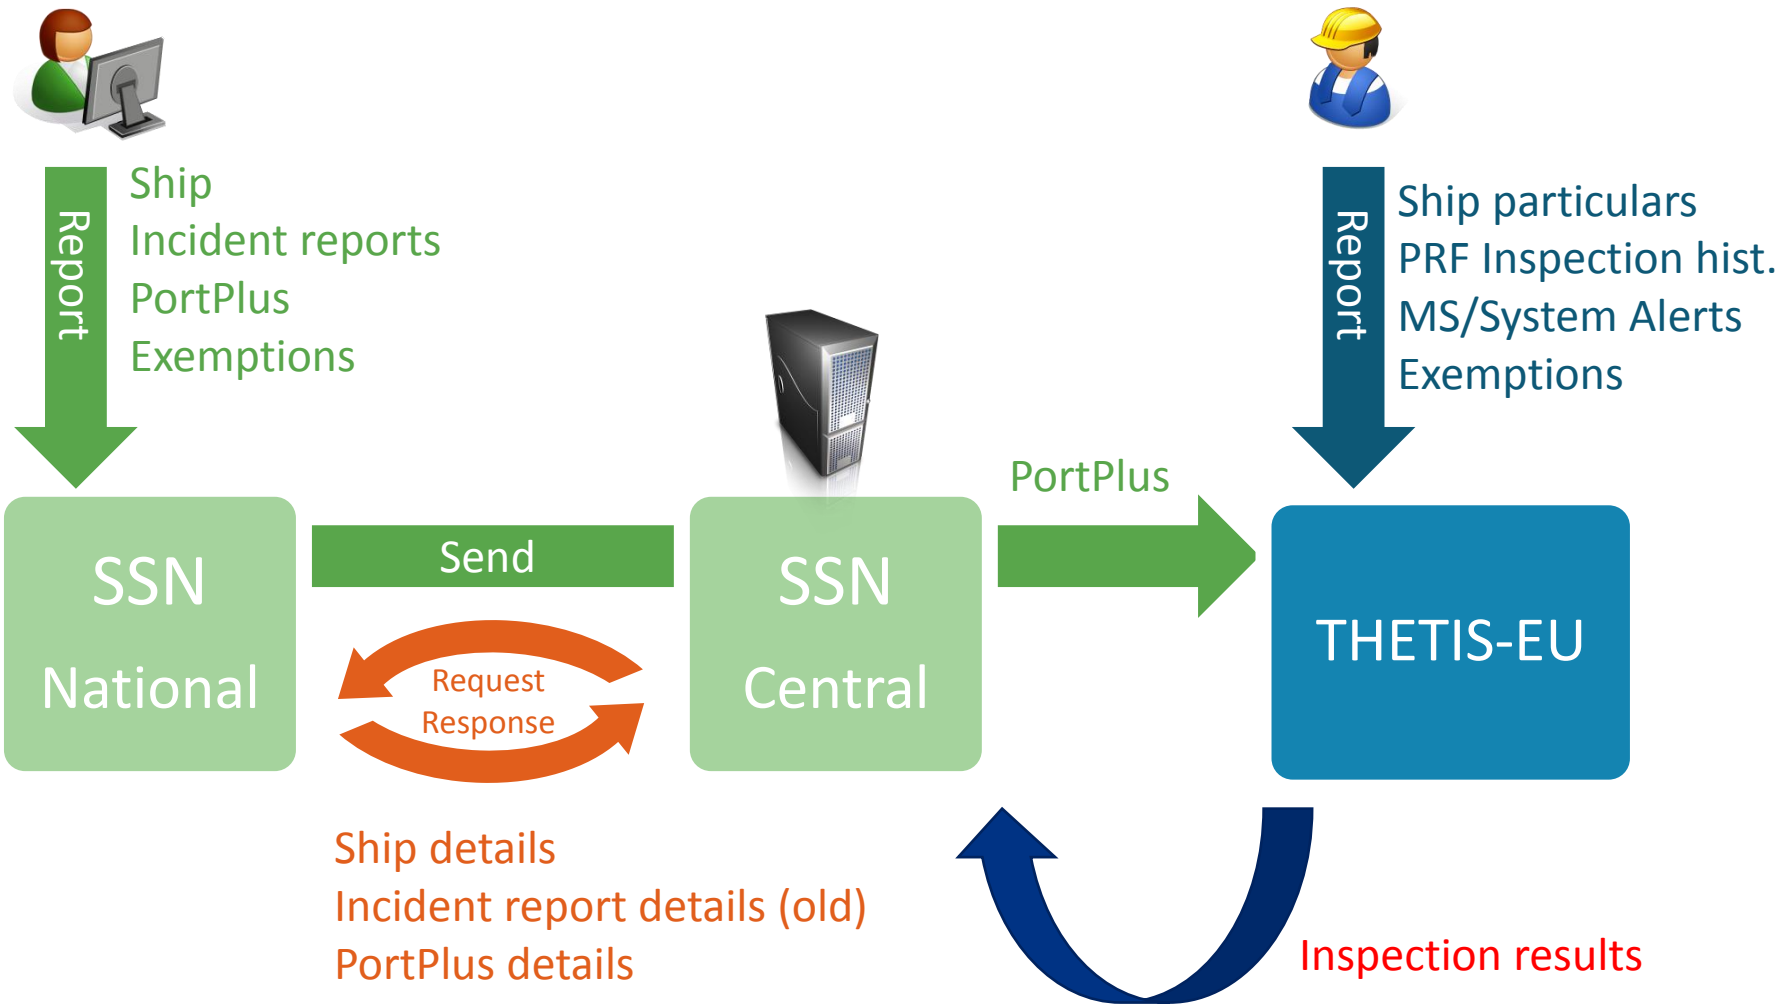 Report
Ship
Incident reports
PortPlus
Exemptions
Report
Ship particulars
PRF Inspection hist.
MS/System Alerts
Exemptions
SSN
National
Send
Request
Response
SSN
Central
PortPlus
THETIS-EU
Ship details
Incident report details (old)
PortPlus details
Inspection results